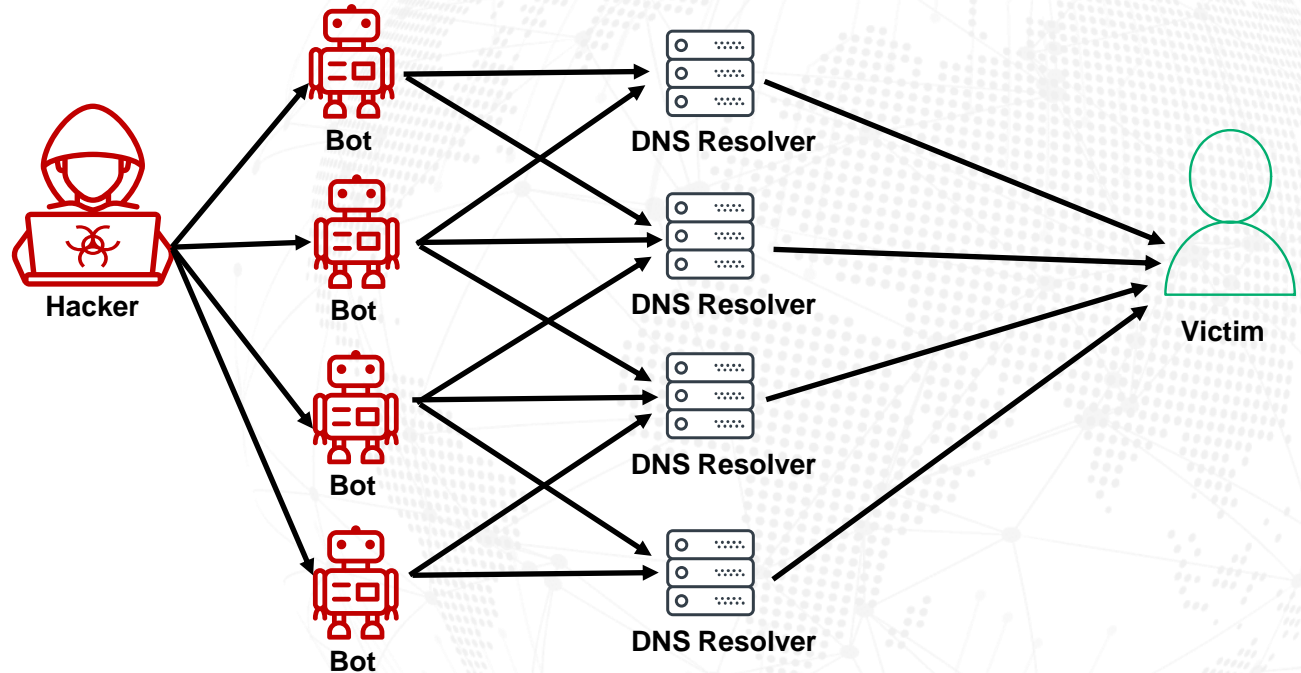 Bot
DNS Resolver
Hacker
Bot
DNS Resolver
Victim
Bot
DNS Resolver
Bot
DNS Resolver